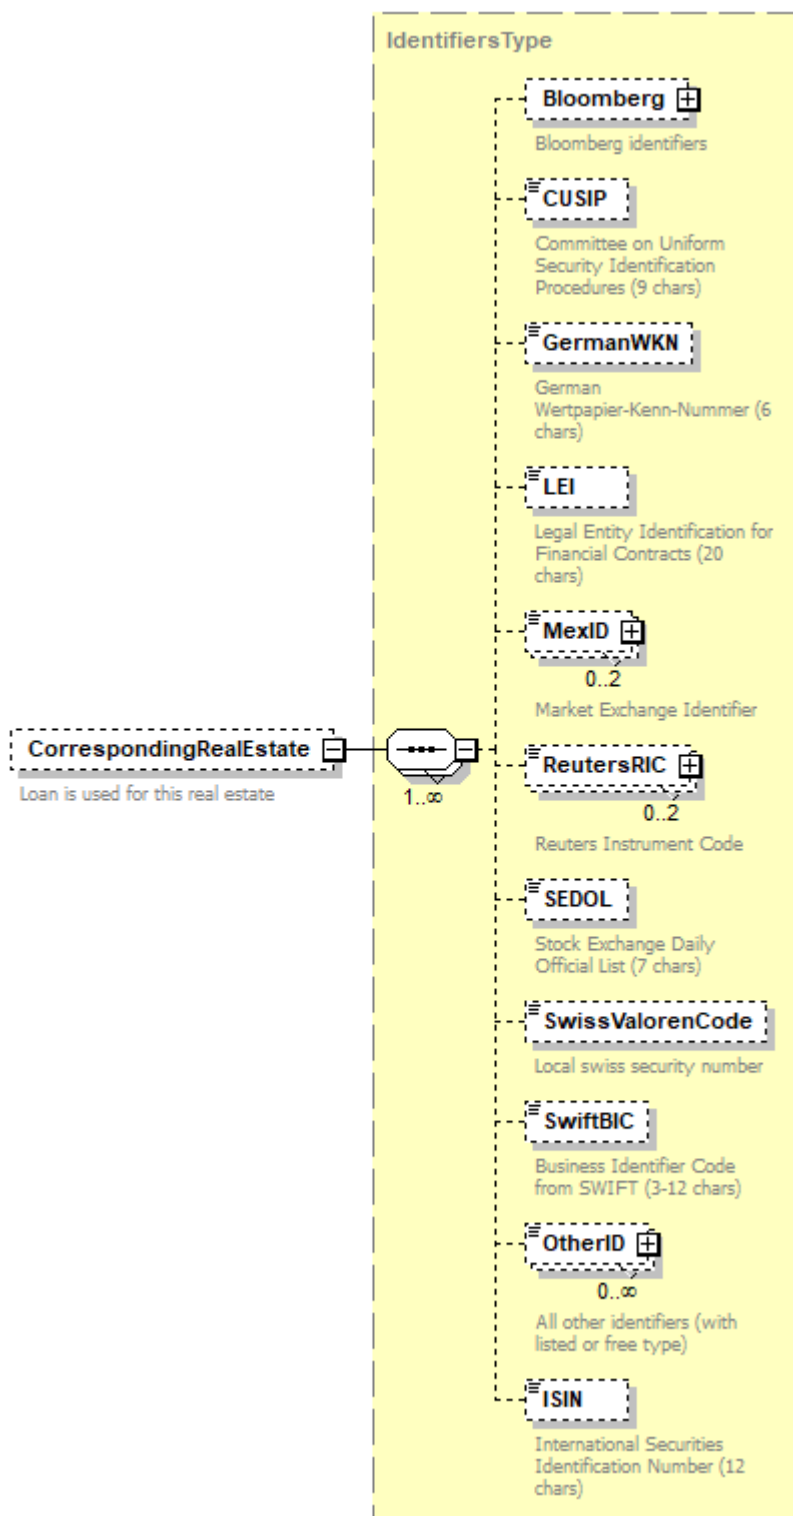 IdentifiersType
Bloomberg
Bloomberg identifiers
CUSIP
Committee on Uniform
Security Identification
Procedures (9 chars)
GermanWKN
German
Wertpapier-Kenn-Nummer (6
chars)
LEI
Legal Entity Identification for
Financial Contracts (20
chars)
MexID
0..2
Market Exchange Identifier
CorrespondingRealEstate
Loan is used for this real estate
1..∞
ReutersRIC
0..2
Reuters Instrument Code
SEDOL
Stock Exchange Daily
Official List (7 chars)
SwissValorenCode
Local swiss security number
SwiftBIC
Business Identifier Code
from SWIFT (3-12 chars)
OtherID
0..∞
All other identifiers (with
listed or free type)
ISIN
International Securities
Identification Number (12
chars)